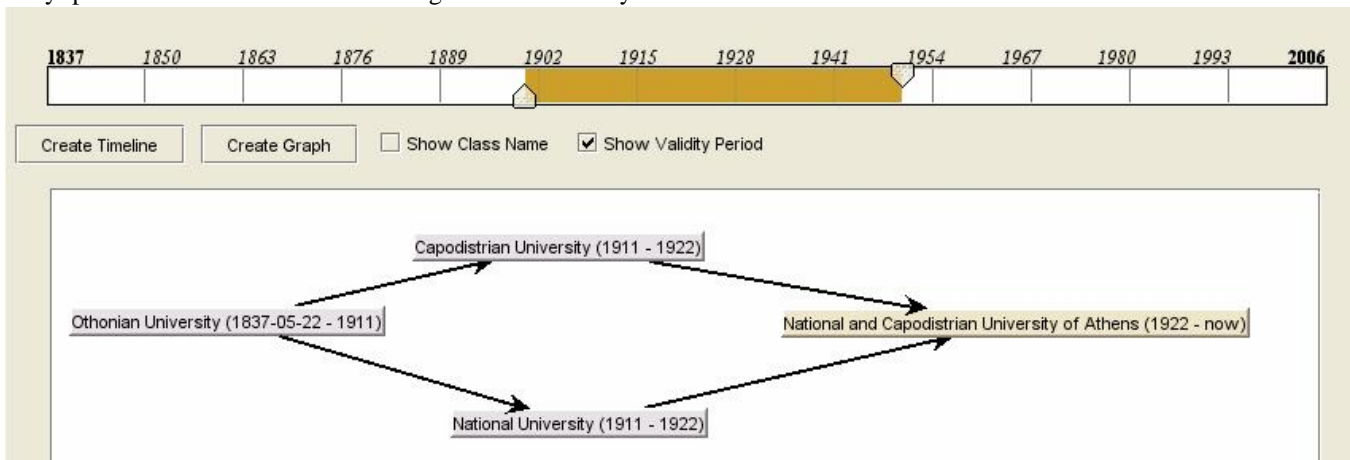 1837 1850 1863 1876 1889 1902 1915 1928 1941 1954 1967 1980 1993 2006
Create Timeline Create Graph Show Class Name Show Validity Period
Capodistrian University (1911 - 1922)
Othonian University (1837-05-22 - 1911)
National and Capodistrian University of Athens (1922 - now)
National University (1911 - 1922)